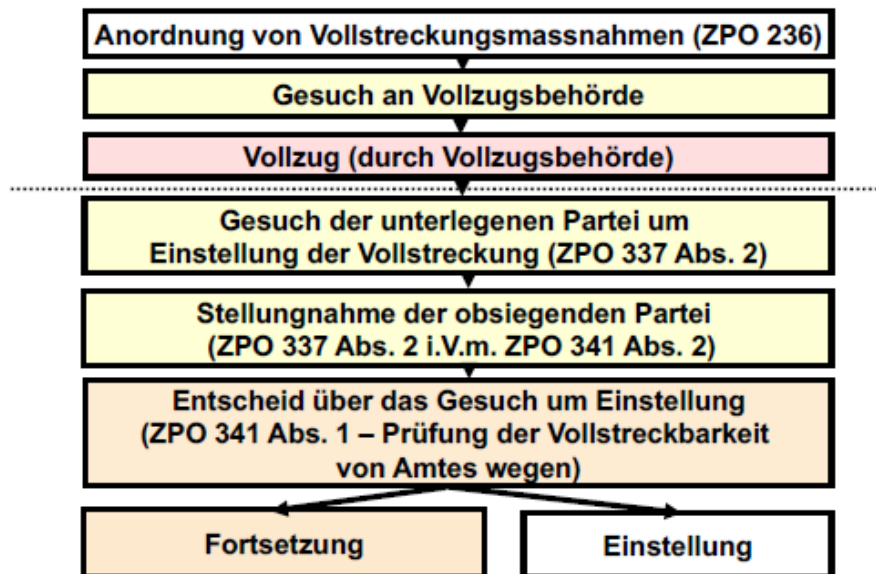 Anordnung von Vollstreckungsmassnahmen (ZPO 236)
Gesuch an Vollzugsbehörde
Vollzug (durch Vollzugsbehörde)
Gesuch der unterlegenen Partei um
Einstellung der Vollstreckung (ZPO 337 Abs. 2)
Stellungnahme der obsiegenden Partei
(ZPO 337 Abs. 2 i.V.m. ZPO 341 Abs. 2)
Entscheid über das Gesuch um Einstellung
(ZPO 341 Abs. 1 – Prüfung der Vollstreckbarkeit
von Amtes wegen)
Fortsetzung
Einstellung